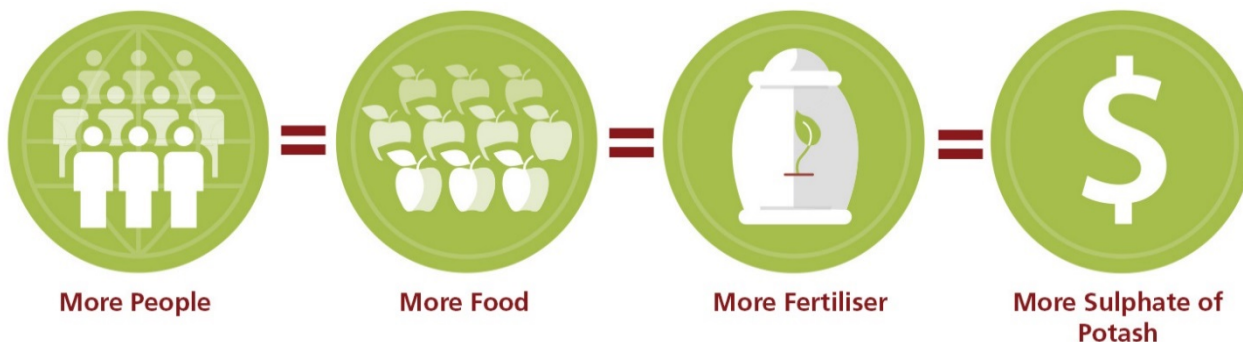 = = = $
More People More Food More Fertiliser More Sulphate of
Potash